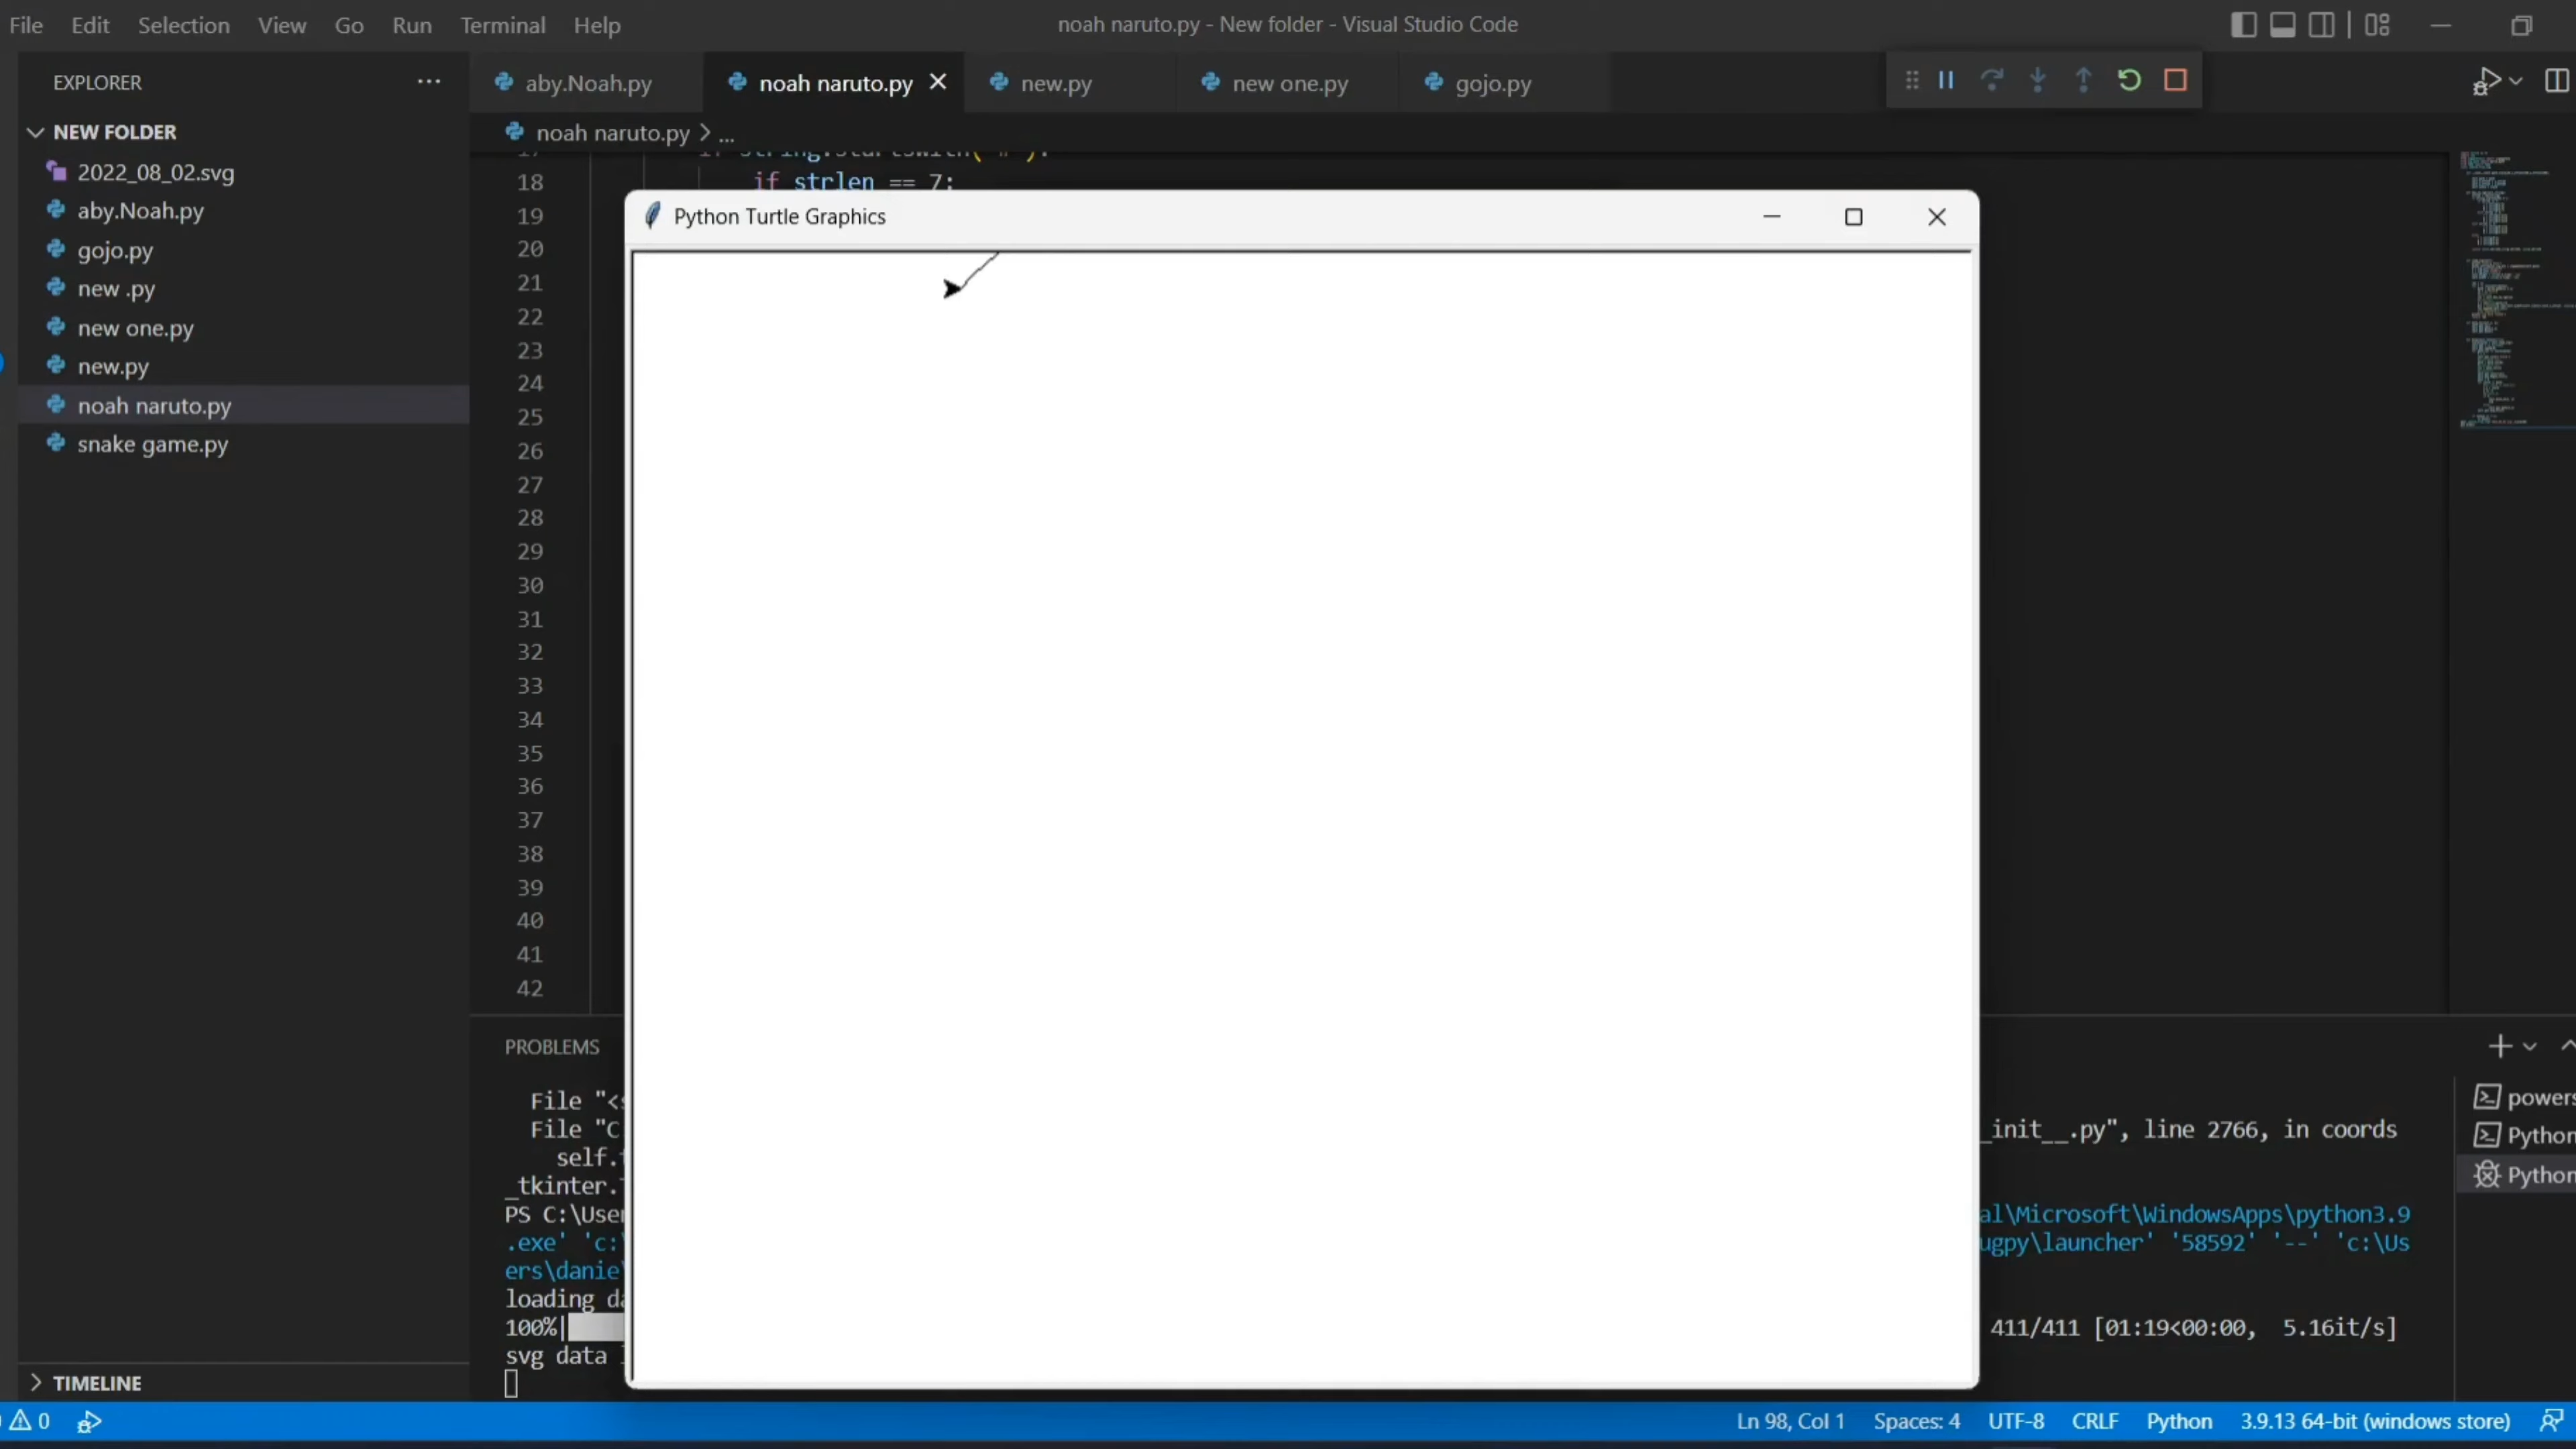 File Edit Selection View Go Run Terminal Help
noah naruto.py - New folder - Visual Studio Code
EXPLORER
NEW FOLDER
2022_08_02.svg
aby.Noah.py
gojo.py
new .py
new one.py
new.py
noah naruto.py
snake game.py
TIMELINE
aby.Noah.py noah naruto.py new.py new one.py gojo.py
noah naruto.py > ...
18 if strlen == 7:
19
20
21
22
23
24
25
26
27
28
29
30
31
32
33
34
35
36
37
38
39
40
41
42
Python Turtle Graphics
PROBLEMS
File "<s
File "C _init__.py", line 2766, in coords
self.
_tkinter.
PS C:\User al\Microsoft\WindowsApps\python3.9
.exe' 'c:\ ugpy\launcher' '58592' '--' 'c:\Us
ers\danie
loading da
100%| 411/411 [01:19<00:00, 5.16it/s]
svg data
powers
Python
Python
0 Ln 98, Col 1 Spaces: 4 UTF-8 CRLF Python 3.9.13 64-bit (windows store)